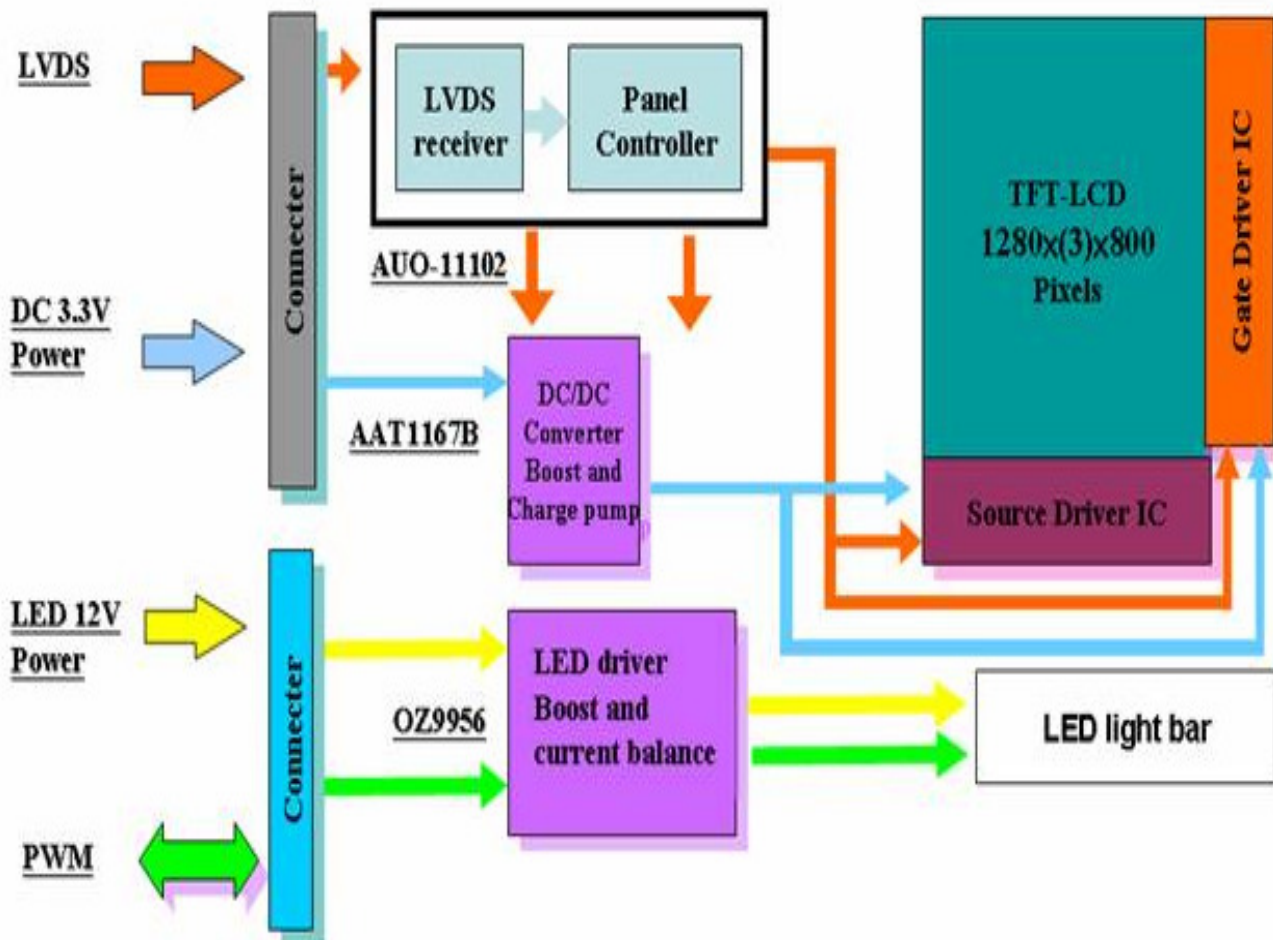 LVDS
DC 3.3V
Power
LED 12V
Power
PWM
Connecter
Connecter
LVDS
receiver
Panel
Controller
AUO-11102
AAT1167B
DC/DC
Converter
Boost and
Charge pump
OZ9956
LED driver
Boost and
current balance
TFT-LCD
1280x(3)x800
Pixels
Gate Driver IC
Source Driver IC
LED light bar